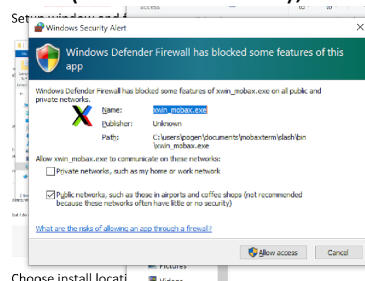 Setup window and f
access
Windows Security Alert
Windows Defender Firewall has blocked some features of this
app
Windows Defender Firewall has blocked some features of xwin_mobax.exe on all public and
private networks.
Name: xwin_mobax.exe
Publisher: Unknown
Path: C:\users\pogen\documents\mobaxterm\slash\bin
\xwin_mobax.exe
Allow xwin_mobax.exe to communicate on these networks:
Private networks, such as my home or work network
Public networks, such as those in airports and coffee shops (not recommended
because these networks often have little or no security)
What are the risks of allowing an app through a firewall?
Allow access Cancel
Choose install locati
Pictures